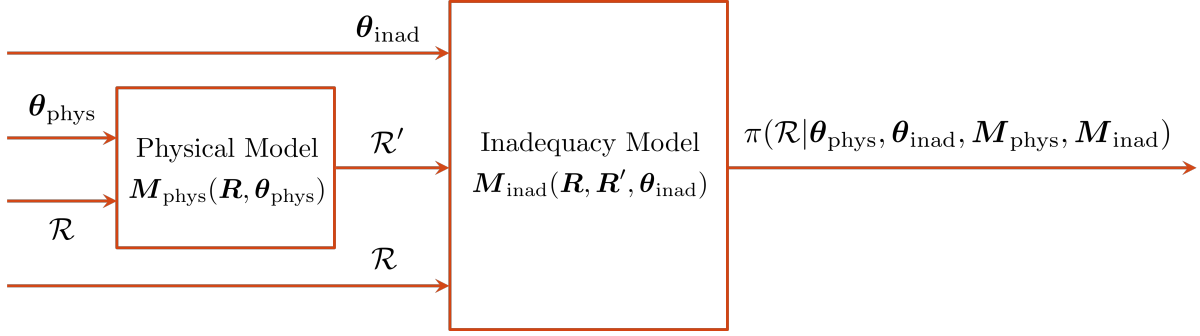 θ_inad
θ_phys
Physical Model
M_phys(R, θ_phys)
R
R′
R
Inadequacy Model
M_inad(R, R′, θ_inad)
π(R|θ_phys, θ_inad, M_phys, M_inad)